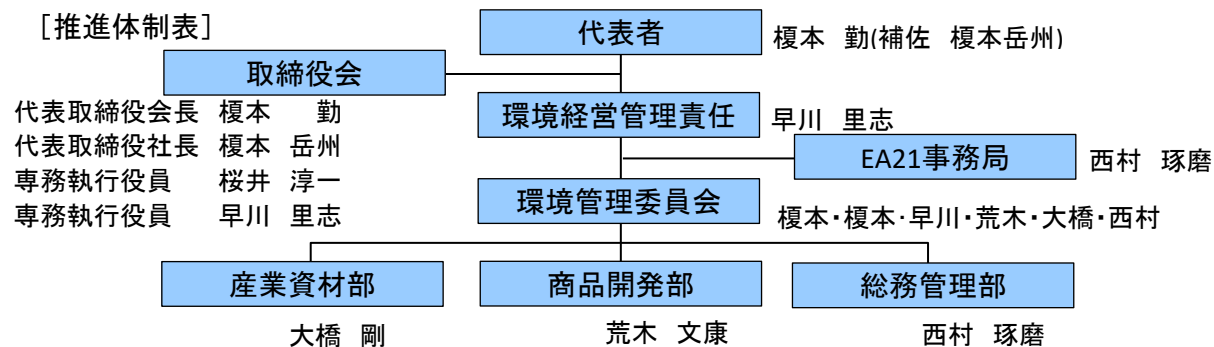 ［推進体制表］
代表者
榎本　勤(補佐　榎本岳州)
取締役会
代表取締役会長　榎本　　勤
代表取締役社長　榎本　岳州
専務執行役員　　桜井　淳一
専務執行役員　　早川　里志
環境経営管理責任
早川　里志
EA21事務局
西村　琢磨
環境管理委員会
榎本・榎本・早川・荒木・大橋・西村
産業資材部
商品開発部
総務管理部
大橋　剛
荒木　文康
西村　琢磨